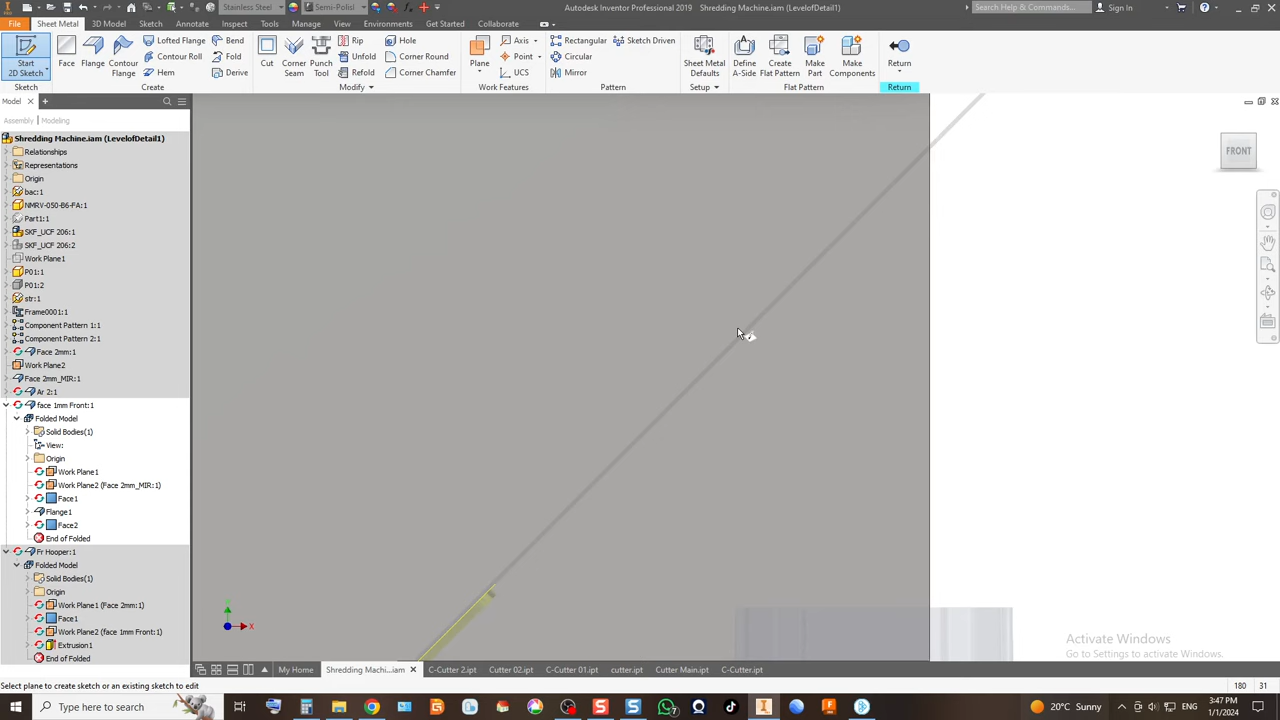 Stainless Steel
Semi-Polisl
Autodesk Inventor Professional 2019   Shredding Machine.iam (LevelofDetail1)
Search Help & Commands...
Sign In
File
Sheet Metal
3D Model
Sketch
Annotate
Inspect
Tools
Manage
View
Environments
Get Started
Collaborate
Start
2D Sketch
Face
Flange
Contour
Flange
Lofted Flange
Contour Roll
Hem
Bend
Fold
Derive
Cut
Corner
Seam
Punch
Tool
Rip
Unfold
Refold
Hole
Corner Round
Corner Chamfer
Plane
Axis
Point
UCS
Rectangular
Circular
Mirror
Sketch Driven
Sheet Metal
Defaults
Define
A-Side
Create
Flat Pattern
Make
Part
Make
Components
Return
Sketch
Create
Modify
Work Features
Pattern
Setup
Flat Pattern
Return
Model
Assembly
Modeling
Shredding Machine.iam (LevelofDetail1)
Relationships
Representations
Origin
bac:1
NMRV-050-B6-FA:1
Part1:1
SKF_UCF 206:1
SKF_UCF 206:2
Work Plane1
P01:1
P01:2
str:1
Frame0001:1
Component Pattern 1:1
Component Pattern 2:1
Face 2mm:1
Work Plane2
Face 2mm_MIR:1
Ar 2:1
face 1mm Front:1
Folded Model
Solid Bodies(1)
View:
Origin
Work Plane1
Work Plane2 (Face 2mm_MIR:1)
Face1
Flange1
Face2
End of Folded
Fr Hooper:1
Folded Model
Solid Bodies(1)
Origin
Work Plane1 (Face 2mm:1)
Face1
Work Plane2 (face 1mm Front:1)
Extrusion1
End of Folded
FRONT
X
Activate Windows
Go to Settings to activate Windows.
My Home
Shredding Machi...iam
C-Cutter 2.ipt
Cutter 02.ipt
C-Cutter 01.ipt
cutter.ipt
Cutter Main.ipt
C-Cutter.ipt
Select plane to create sketch or an existing sketch to edit
180
31
Type here to search
20°C Sunny
ENG
3:47 PM
1/1/2024